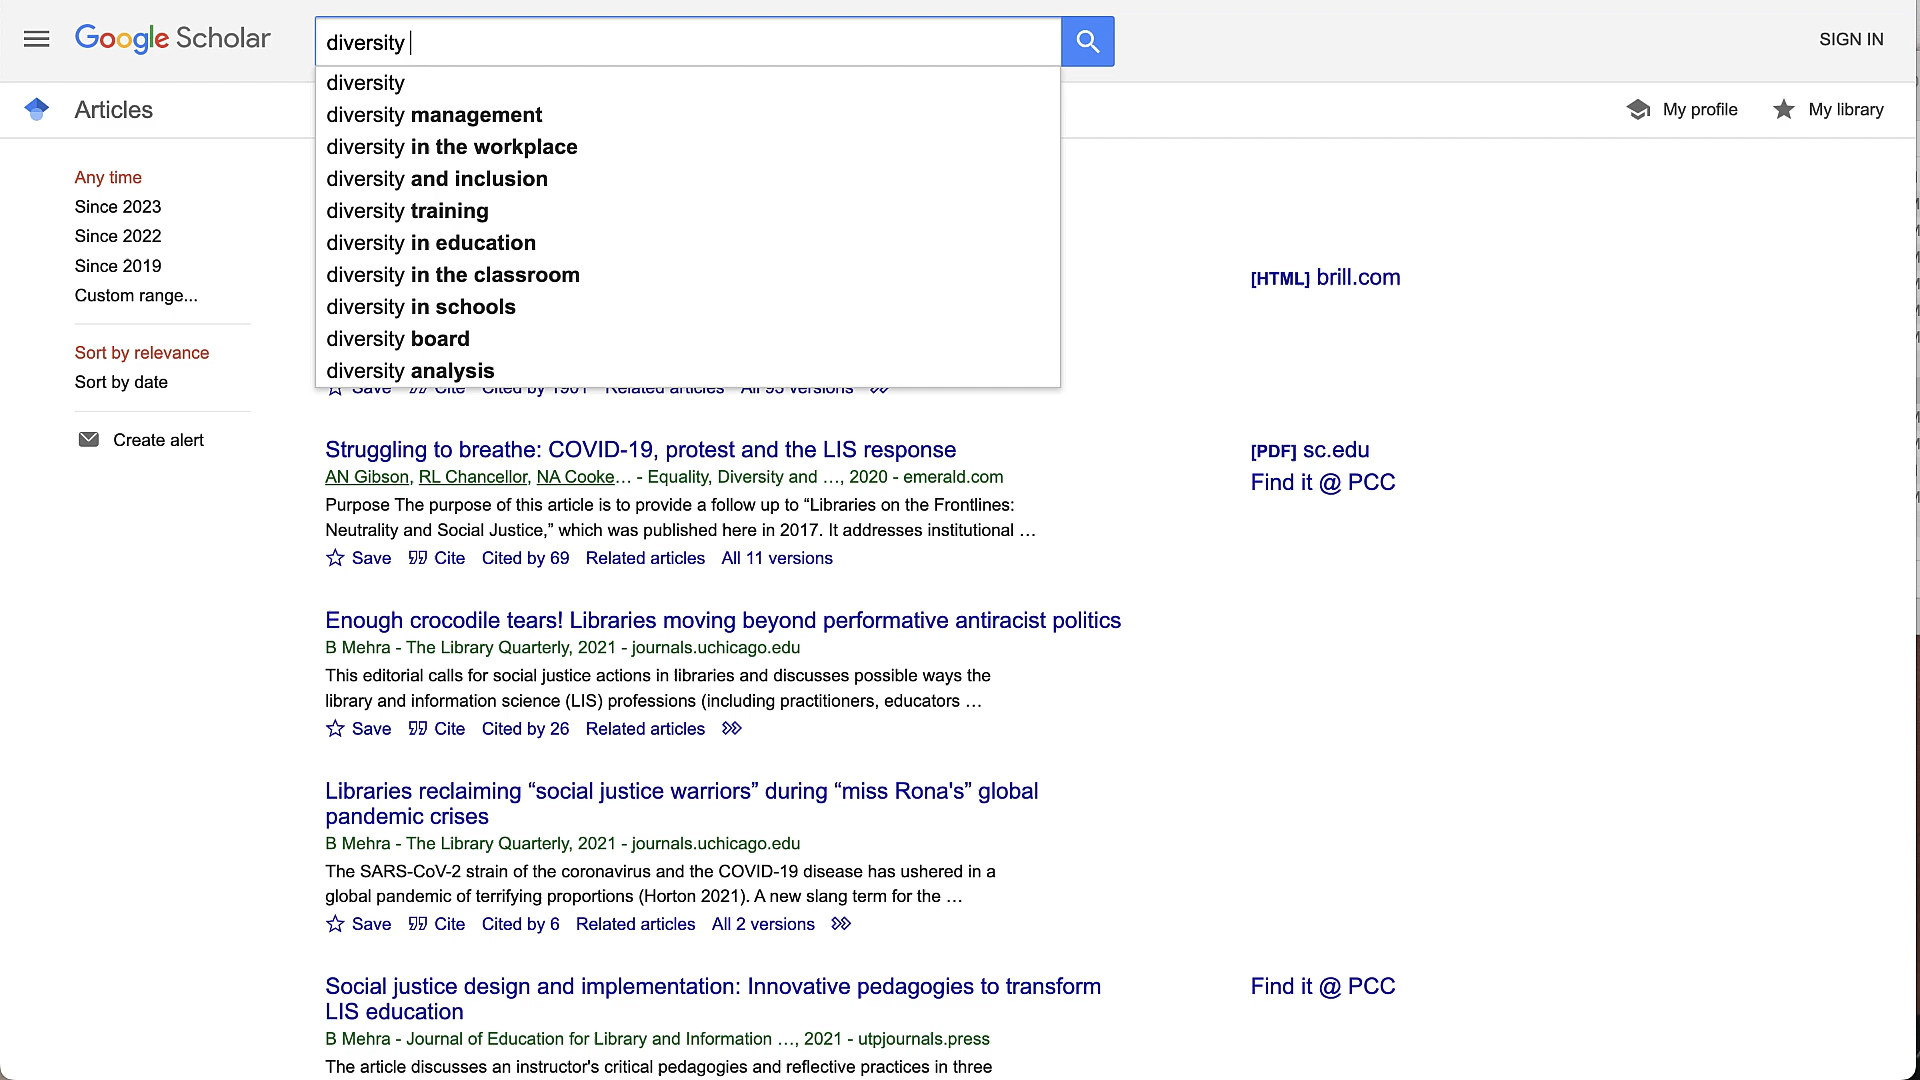 Google Scholar
diversity
SIGN IN
diversity
diversity management
diversity in the workplace
diversity and inclusion
diversity training
diversity in education
diversity in the classroom
diversity in schools
diversity board
diversity analysis
Articles
My profile
My library
Any time
Since 2023
Since 2022
Since 2019
Custom range...
Sort by relevance
Sort by date
Create alert
[HTML] brill.com
Save Cite Cited by 1961 Related articles All 93 versions
Struggling to breathe: COVID-19, protest and the LIS response
AN Gibson, RL Chancellor, NA Cooke… - Equality, Diversity and …, 2020 - emerald.com
Purpose The purpose of this article is to provide a follow up to “Libraries on the Frontlines:
Neutrality and Social Justice,” which was published here in 2017. It addresses institutional …
Save Cite Cited by 69 Related articles All 11 versions
[PDF] sc.edu
Find it @ PCC
Enough crocodile tears! Libraries moving beyond performative antiracist politics
B Mehra - The Library Quarterly, 2021 - journals.uchicago.edu
This editorial calls for social justice actions in libraries and discusses possible ways the
library and information science (LIS) professions (including practitioners, educators …
Save Cite Cited by 26 Related articles
Libraries reclaiming “social justice warriors” during “miss Rona's” global
pandemic crises
B Mehra - The Library Quarterly, 2021 - journals.uchicago.edu
The SARS-CoV-2 strain of the coronavirus and the COVID-19 disease has ushered in a
global pandemic of terrifying proportions (Horton 2021). A new slang term for the …
Save Cite Cited by 6 Related articles All 2 versions
Social justice design and implementation: Innovative pedagogies to transform
LIS education
B Mehra - Journal of Education for Library and Information …, 2021 - utpjournals.press
The article discusses an instructor's critical pedagogies and reflective practices in three
Find it @ PCC